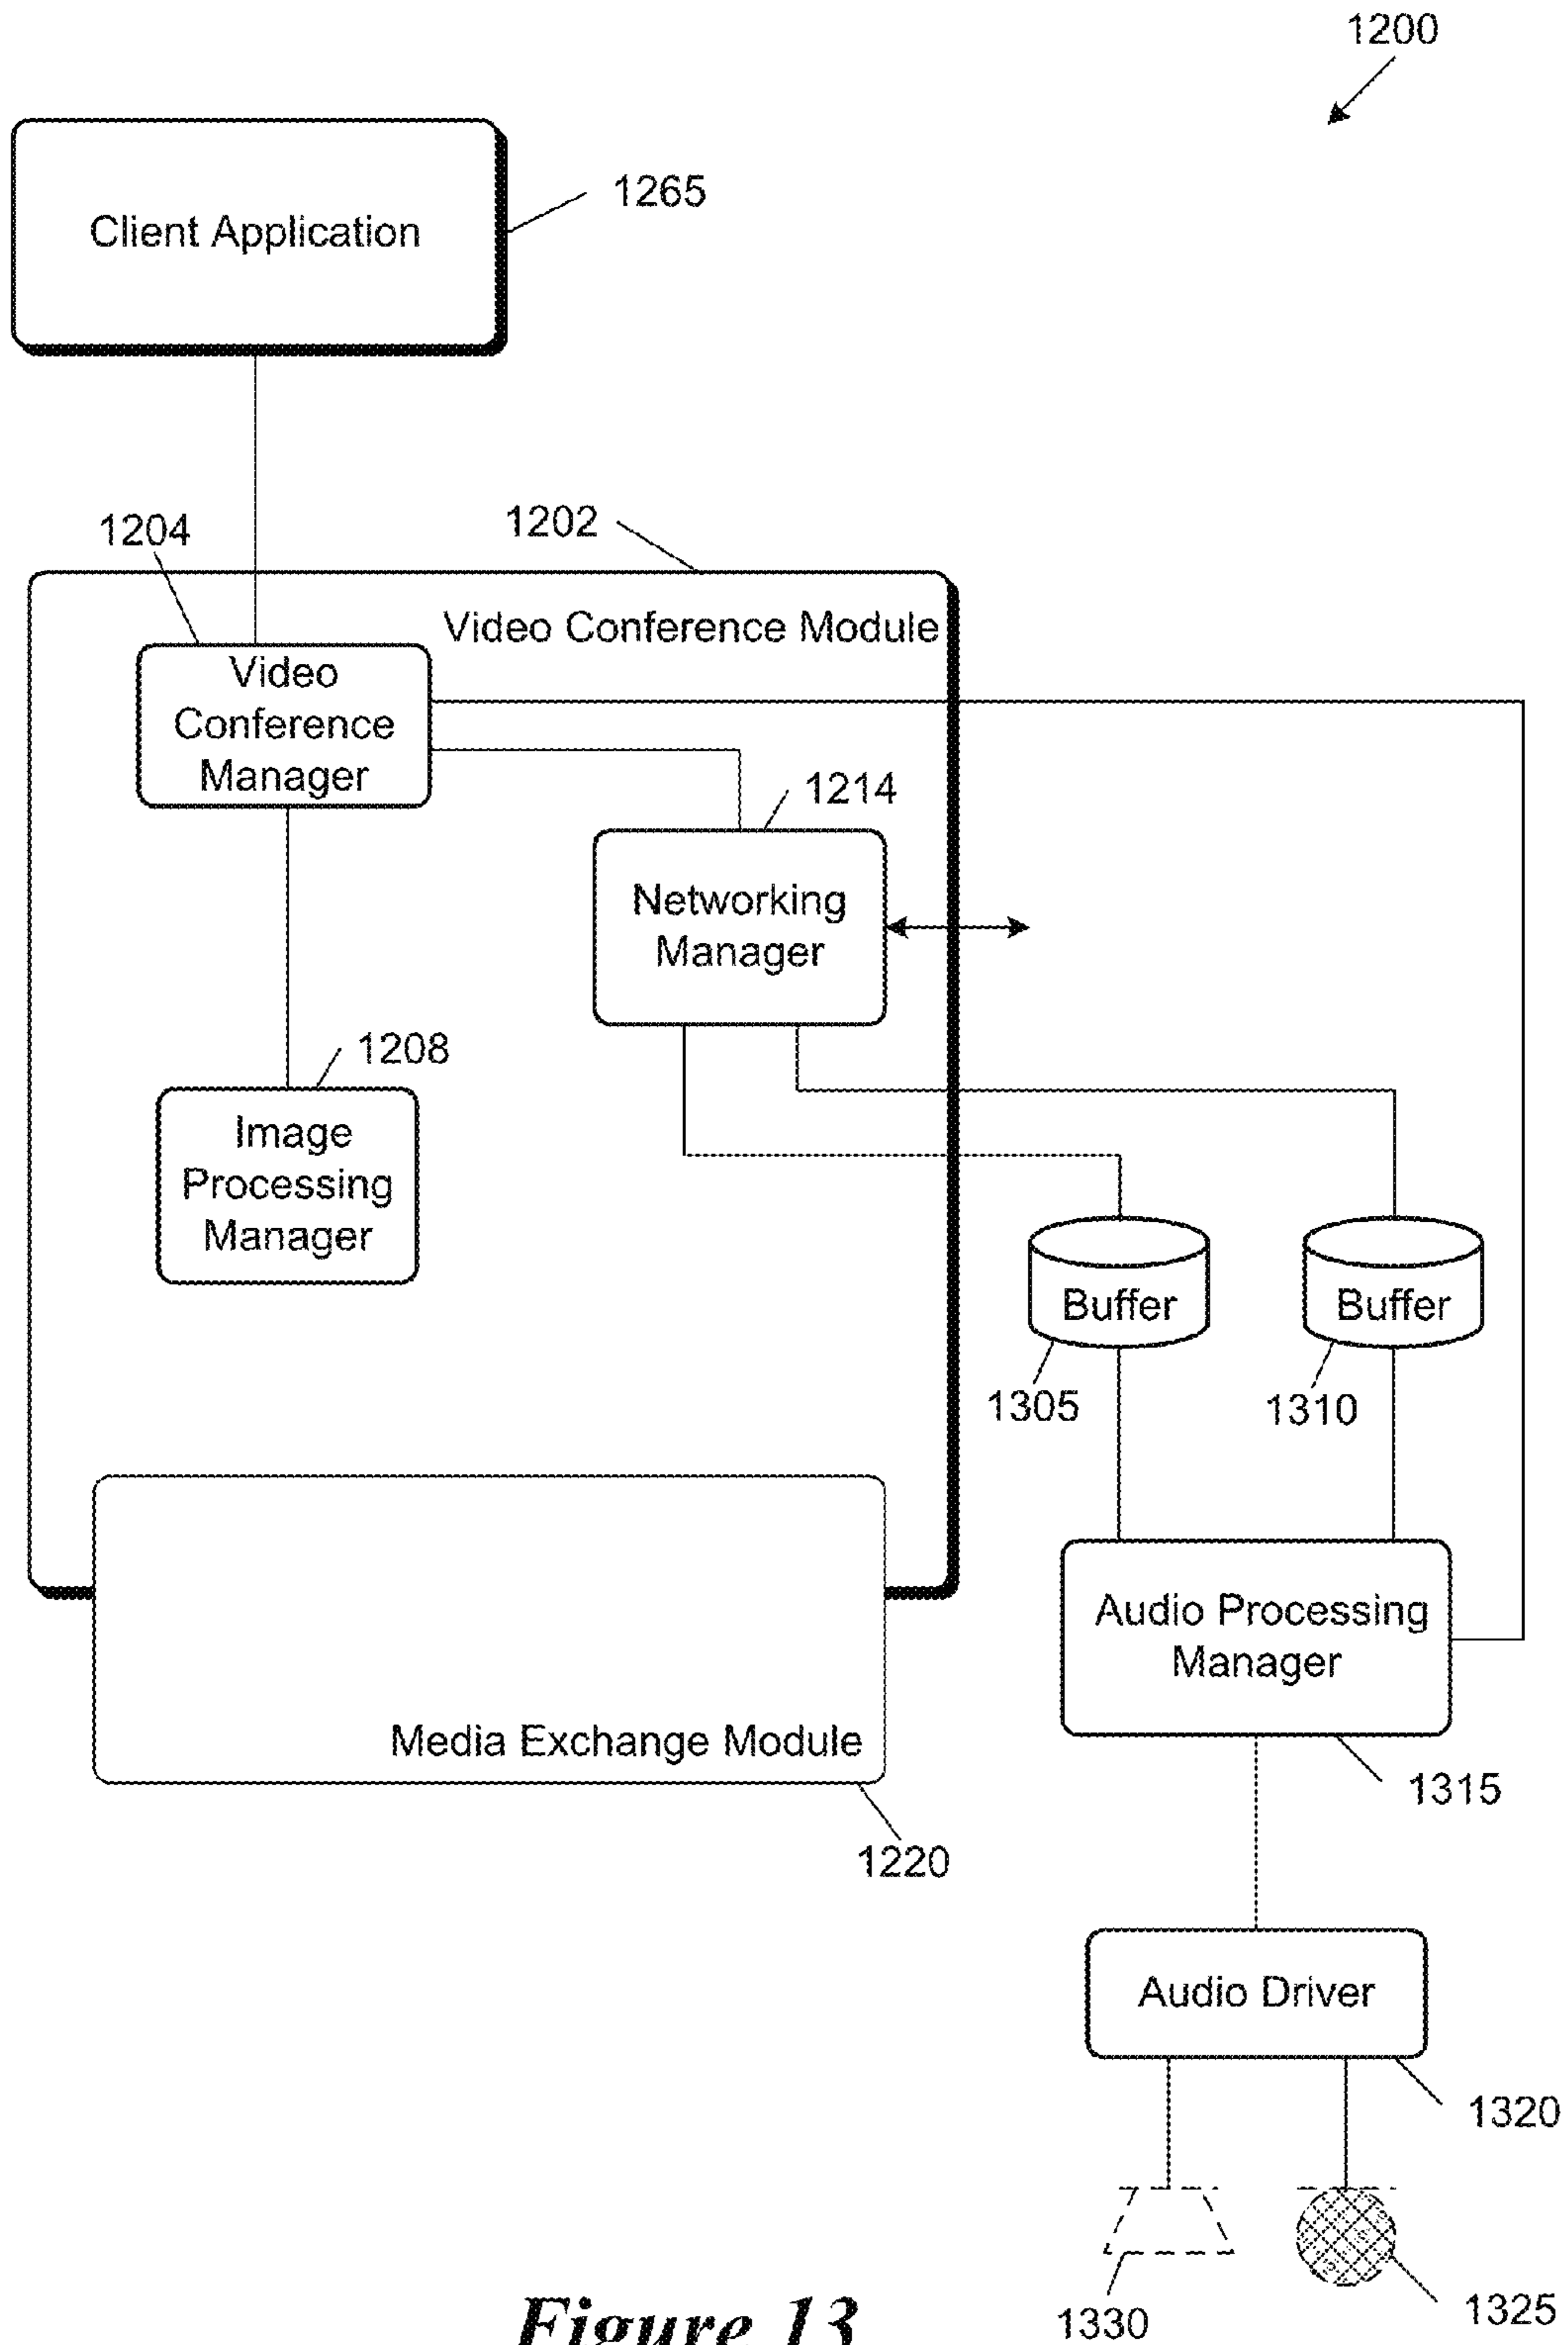 1200
Client Application
1265
1204
1202
Video Conference Module
Video
Conference
Manager
1214
Networking
Manager
1208
Image
Processing
Manager
Buffer
Buffer
1305
1310
Audio Processing
Manager
Media Exchange Module
1315
1220
Audio Driver
1320
1330
1325
Figure 13